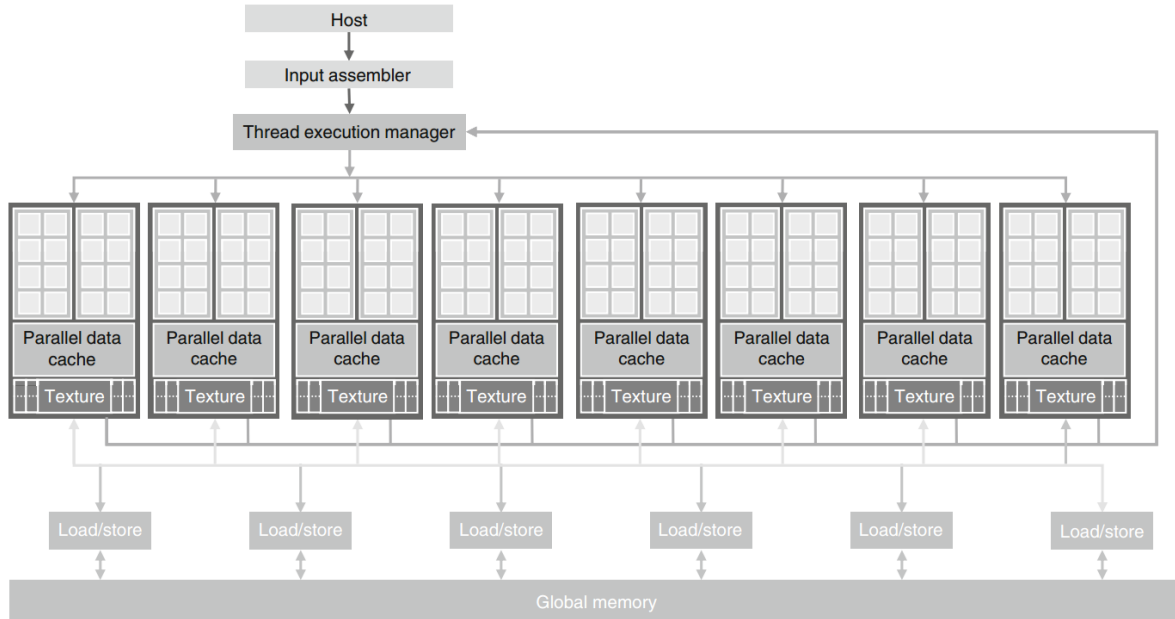 Host
Input assembler
Thread execution manager
Parallel data
cache
Parallel data
cache
Parallel data
cache
Parallel data
cache
Parallel data
cache
Parallel data
cache
Parallel data
cache
Parallel data
cache
Texture
Texture
Texture
Texture
Texture
Texture
Texture
Texture
Load/store
Load/store
Load/store
Load/store
Load/store
Load/store
Global memory